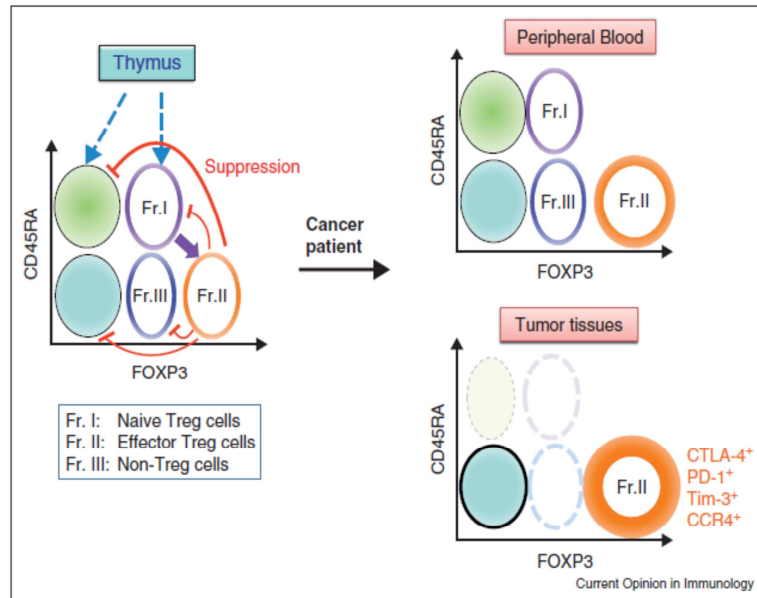 Thymus
Suppression
Fr.I
Fr.III
Fr.II
CD45RA
FOXP3
Fr. I: Naive Treg cells
Fr. II: Effector Treg cells
Fr. III: Non-Treg cells
Cancer
patient
Peripheral Blood
CD45RA
Fr.I
Fr.III
Fr.II
FOXP3
Tumor tissues
CD45RA
Fr.II
CTLA-4⁺
PD-1⁺
Tim-3⁺
CCR4⁺
FOXP3
Current Opinion in Immunology